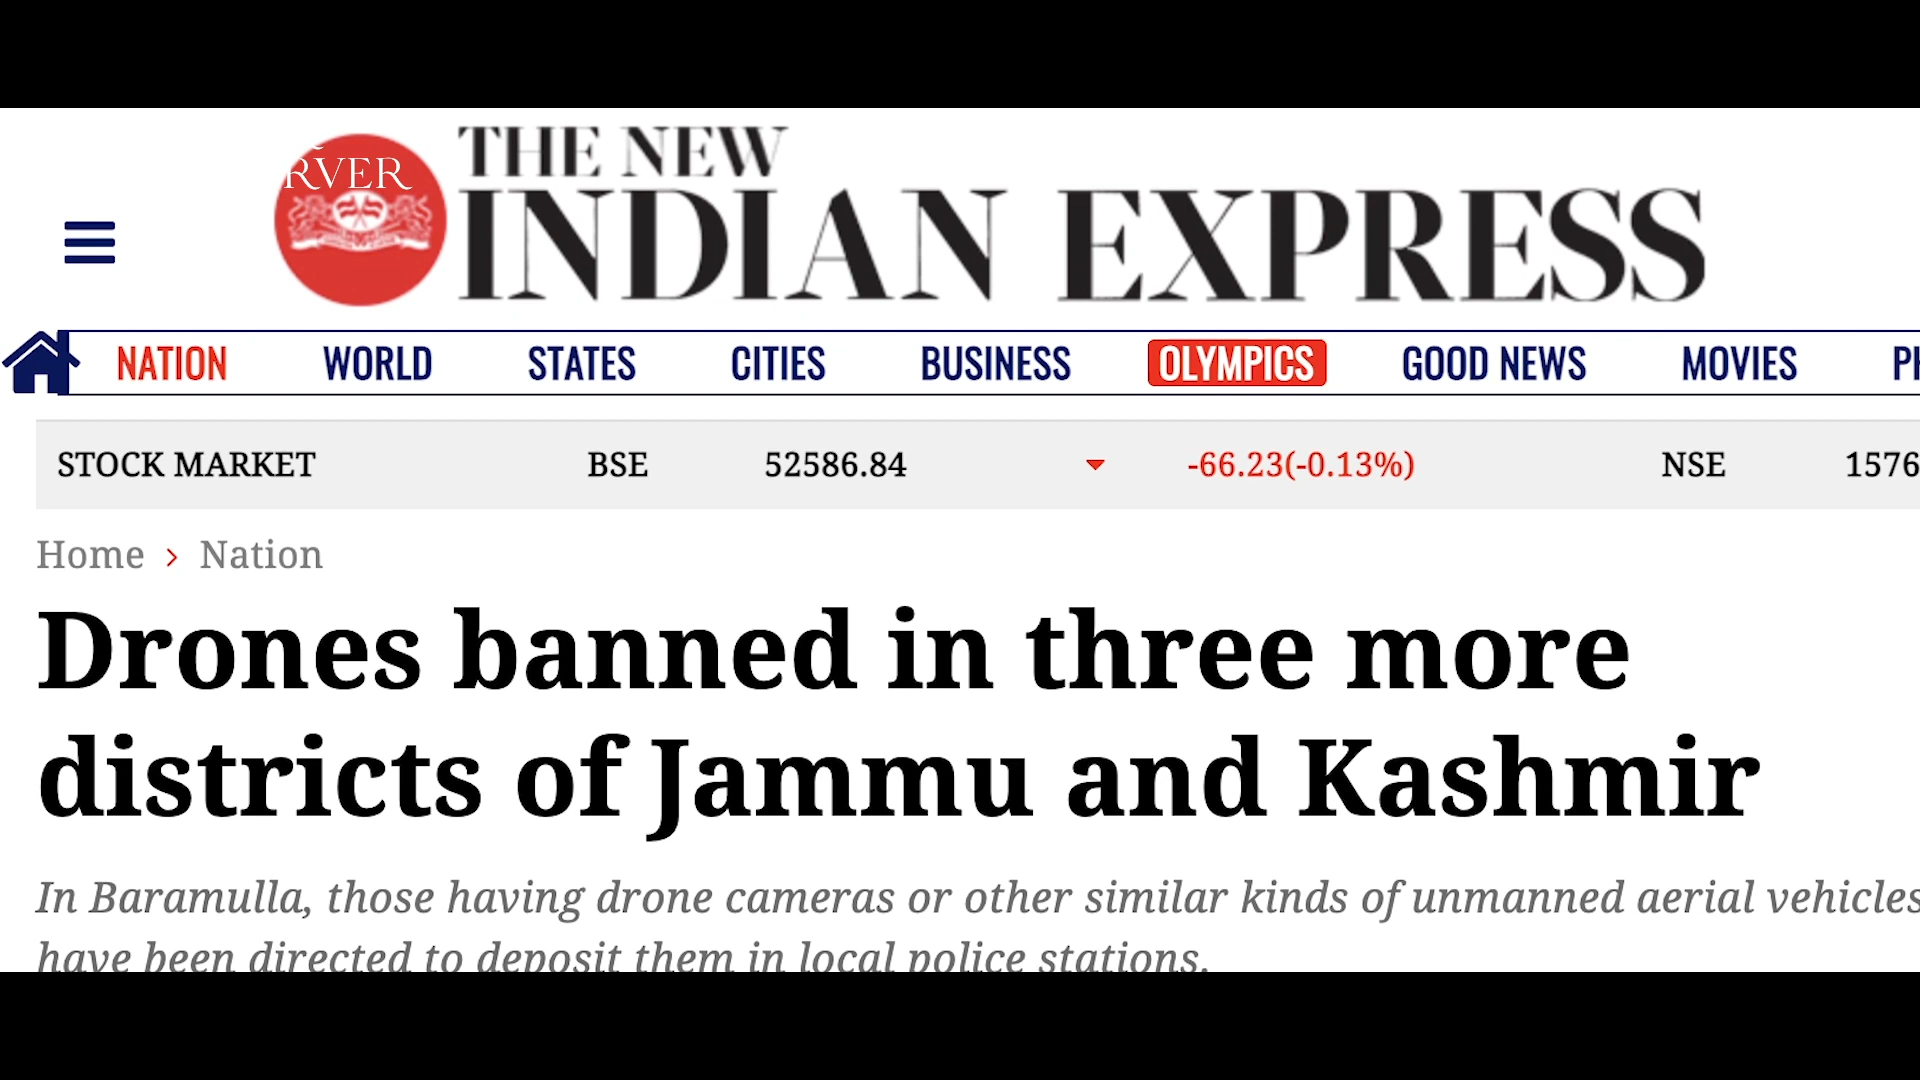 THE NEW
INDIAN EXPRESS
RVER
NATION WORLD STATES CITIES BUSINESS OLYMPICS GOOD NEWS MOVIES
STOCK MARKET BSE 52586.84 -66.23(-0.13%) NSE 1576
Home > Nation
Drones banned in three more
districts of Jammu and Kashmir
In Baramulla, those having drone cameras or other similar kinds of unmanned aerial vehicles
have been directed to deposit them in local police stations.